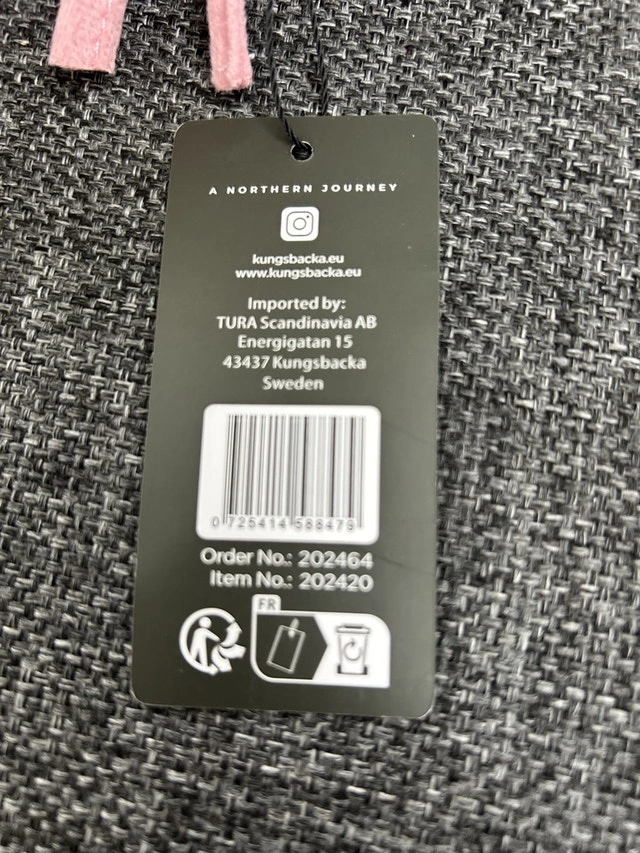 A NORTHERN JOURNEY
kungsbacka.eu
www.kungsbacka.eu
Imported by:
TURA Scandinavia AB
Energigatan 15
43437 Kungsbacka
Sweden
0 725414 588479
Order No.: 202464
Item No.: 202420
FR